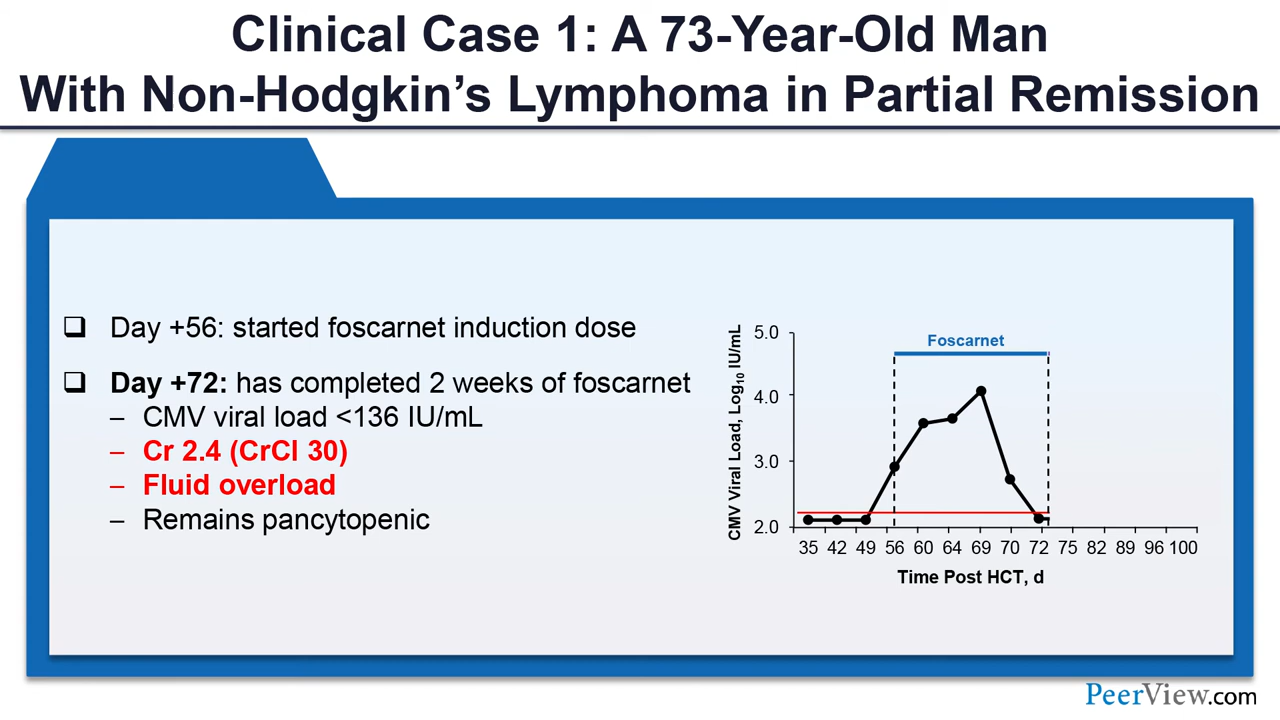 Clinical Case 1: A 73-Year-Old Man
With Non-Hodgkin's Lymphoma in Partial Remission
❑ Day +56: started foscarnet induction dose
❑ Day +72: has completed 2 weeks of foscarnet
– CMV viral load <136 IU/mL
– Cr 2.4 (CrCl 30)
– Fluid overload
– Remains pancytopenic
CMV Viral Load, Log10 IU/mL
5.0
4.0
3.0
2.0
Foscarnet
35 42 49 56 60 64 69 70 72 75 82 89 96 100
Time Post HCT, d
PeerView.com